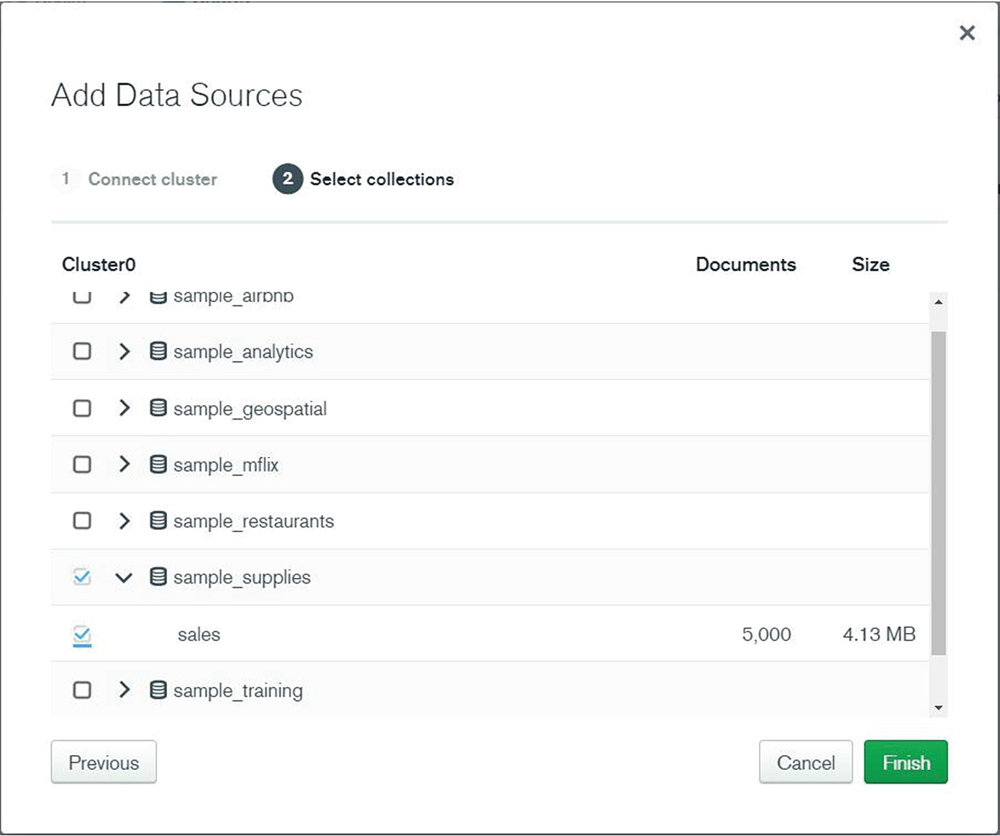 Add Data Sources
1 Connect cluster 2 Select collections
Cluster0 Documents Size
sample_airbnb
sample_analytics
sample_geospatial
sample_mflix
sample_restaurants
sample_supplies
sales 5,000 4.13 MB
sample_training
Previous Cancel Finish